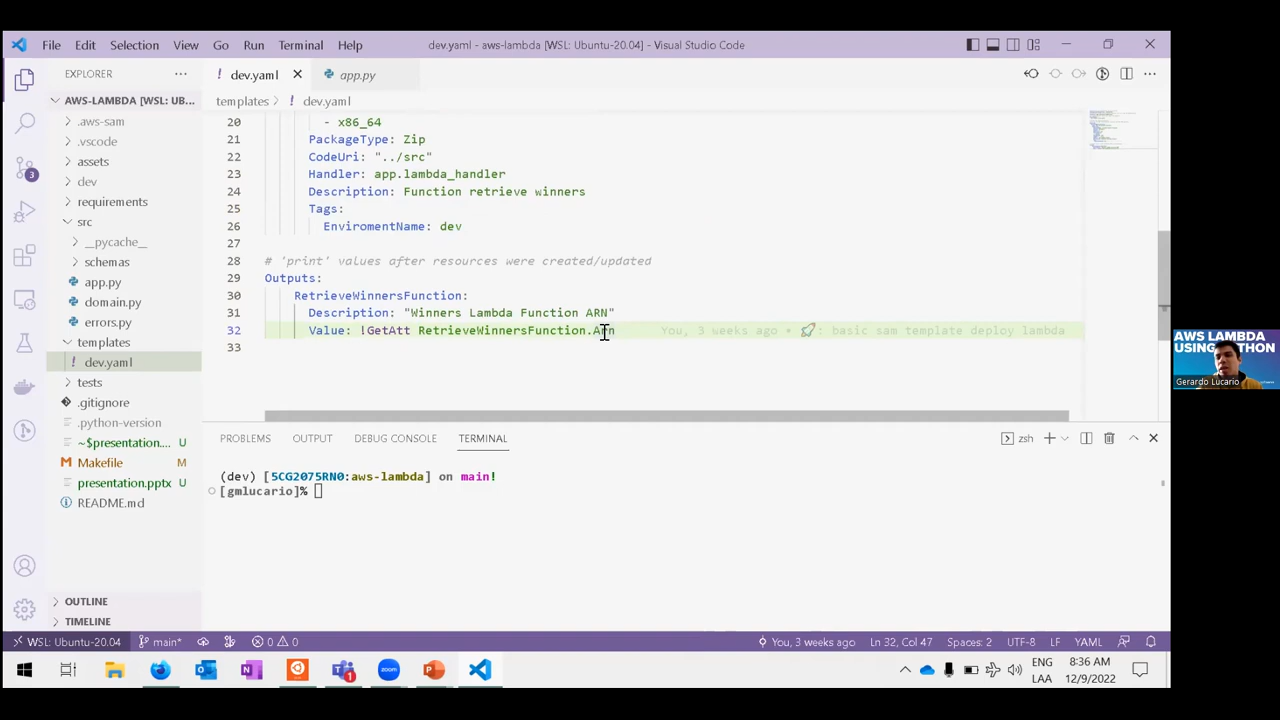 File Edit Selection View Go Run Terminal Help
dev.yaml - aws-lambda [WSL: Ubuntu-20.04] - Visual Studio Code
EXPLORER
AWS-LAMBDA [WSL: UB...
.aws-sam
.vscode
assets
dev
requirements
src
__pycache__
schemas
app.py
domain.py
errors.py
templates
! dev.yaml
tests
.gitignore
.python-version
~$presentation.... U
Makefile M
presentation.pptx U
README.md
OUTLINE
TIMELINE
3
! dev.yaml
app.py
templates > ! dev.yaml
20 - x86_64
21 PackageType: Zip
22 CodeUri: "../src"
23 Handler: app.lambda_handler
24 Description: Function retrieve winners
25 Tags:
26 EnviromentName: dev
27
28 # 'print' values after resources were created/updated
29 Outputs:
30 RetrieveWinnersFunction:
31 Description: "Winners Lambda Function ARN"
32 Value: !GetAtt RetrieveWinnersFunction.Arn You, 3 weeks ago • 🚀: basic sam template deploy lambda
33
PROBLEMS OUTPUT DEBUG CONSOLE TERMINAL
zsh
(dev) [5CG2075RN0:aws-lambda] on main!
[gmlucario]%
AWS LAMBDA
USING PYTHON
Gerardo Lucario
WSL: Ubuntu-20.04 main* 0 0 You, 3 weeks ago Ln 32, Col 47 Spaces: 2 UTF-8 LF YAML
zoom
1
ENG
LAA
8:36 AM
12/9/2022